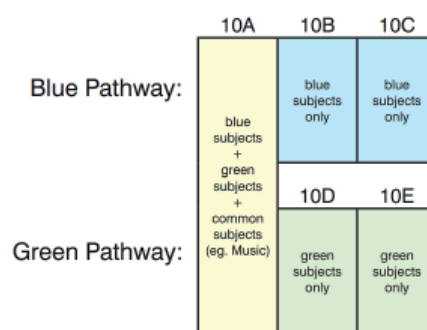 10A 10B 10C
Blue Pathway:
blue
subjects
+
green
subjects
+
common
subjects
(eg. Music)
blue
subjects
only
blue
subjects
only
10D 10E
Green Pathway:
green
subjects
only
green
subjects
only